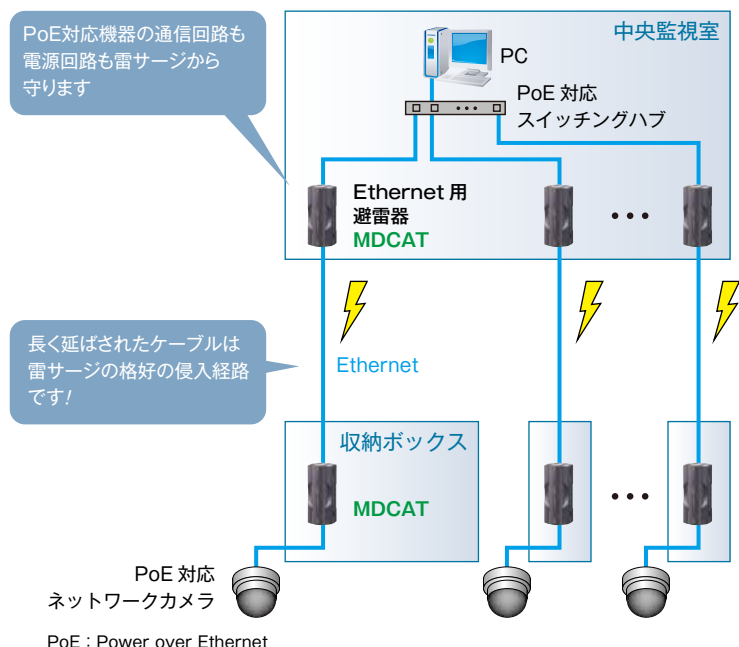 PoE対応機器の通信回路も
電源回路も雷サージから
守ります
中央監視室
PC
PoE 対応
スイッチングハブ
Ethernet 用
避雷器
MDCAT
･･･
長く延ばされたケーブルは
雷サージの格好の侵入経路
です!
Ethernet
収納ボックス
MDCAT
･･･
PoE 対応
ネットワークカメラ
PoE：Power over Ethernet